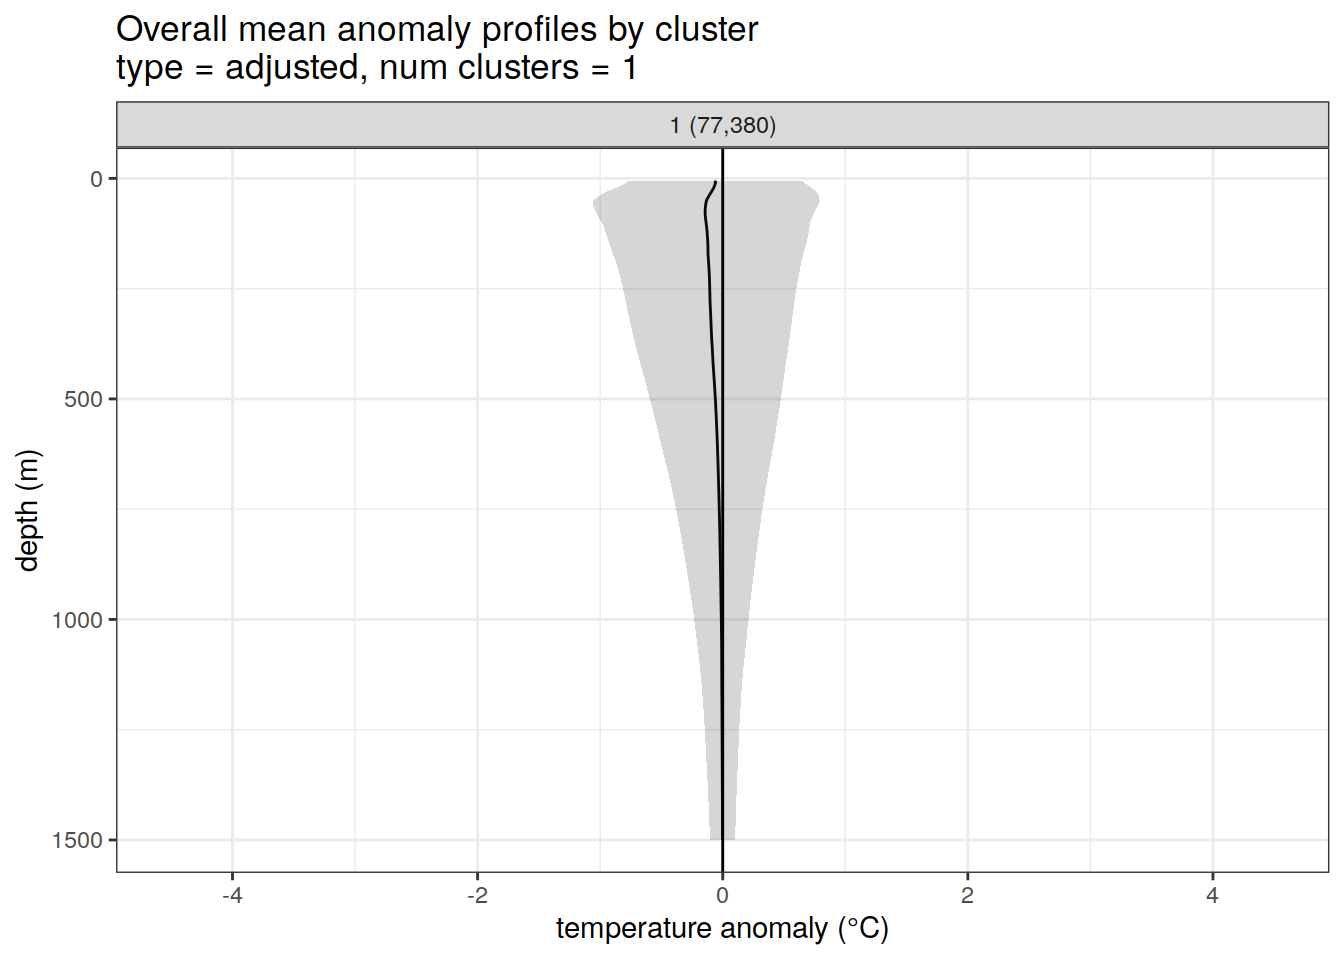 Overall mean anomaly profiles by cluster
type = adjusted, num clusters = 1
1 (77,380)
0
500
1000
1500
depth (m)
-4
-2
0
2
4
temperature anomaly (°C)